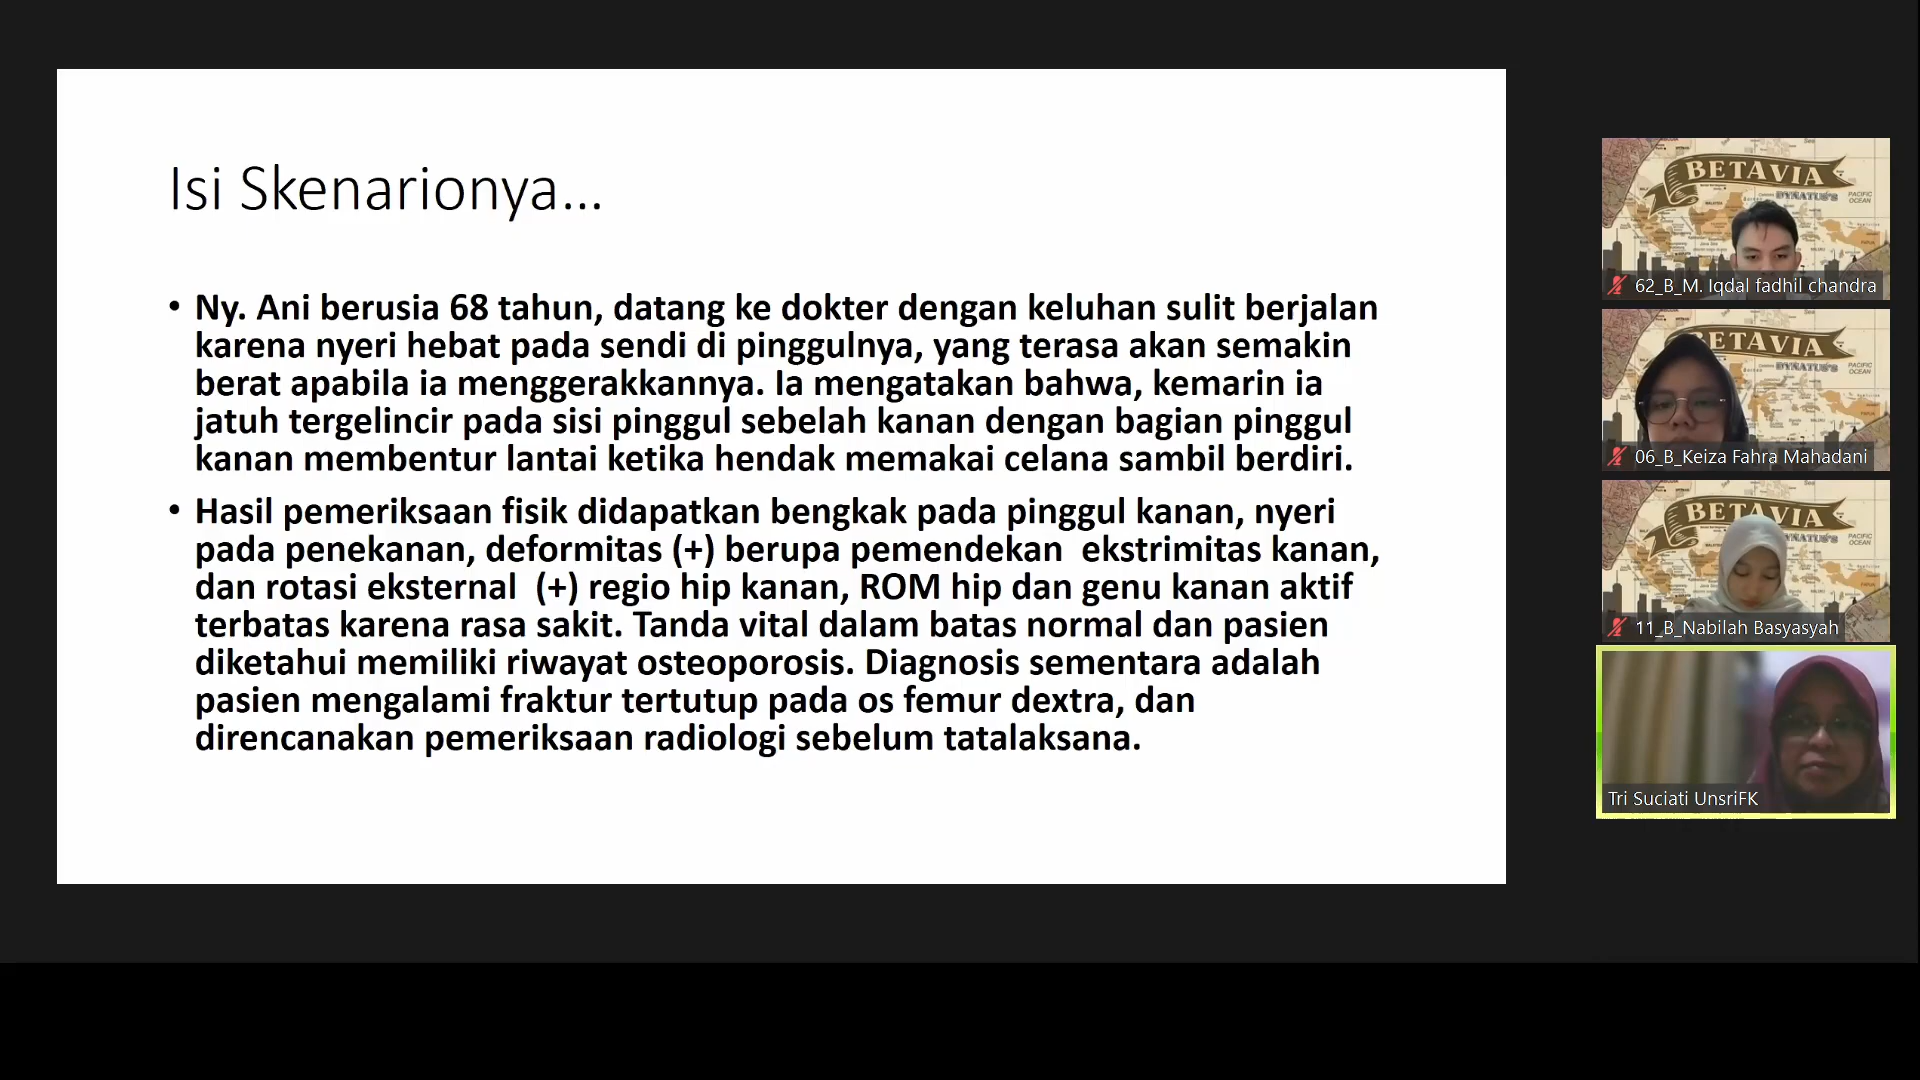 Isi Skenarionya...
• Ny. Ani berusia 68 tahun, datang ke dokter dengan keluhan sulit berjalan
karena nyeri hebat pada sendi di pinggulnya, yang terasa akan semakin
berat apabila ia menggerakkannya. Ia mengatakan bahwa, kemarin ia
jatuh tergelincir pada sisi pinggul sebelah kanan dengan bagian pinggul
kanan membentur lantai ketika hendak memakai celana sambil berdiri.
• Hasil pemeriksaan fisik didapatkan bengkak pada pinggul kanan, nyeri
pada penekanan, deformitas (+) berupa pemendekan  ekstrimitas kanan,
dan rotasi eksternal  (+) regio hip kanan, ROM hip dan genu kanan aktif
terbatas karena rasa sakit. Tanda vital dalam batas normal dan pasien
diketahui memiliki riwayat osteoporosis. Diagnosis sementara adalah
pasien mengalami fraktur tertutup pada os femur dextra, dan
direncanakan pemeriksaan radiologi sebelum tatalaksana.
BETAVIA
PACIFIC
OCEAN
62_B_M. Iqdal fadhil chandra
BETAVIA
PACIFIC
OCEAN
06_B_Keiza Fahra Mahadani
BETAVIA
PACIFIC
OCEAN
11_B_Nabilah Basyasyah
Tri Suciati UnsriFK